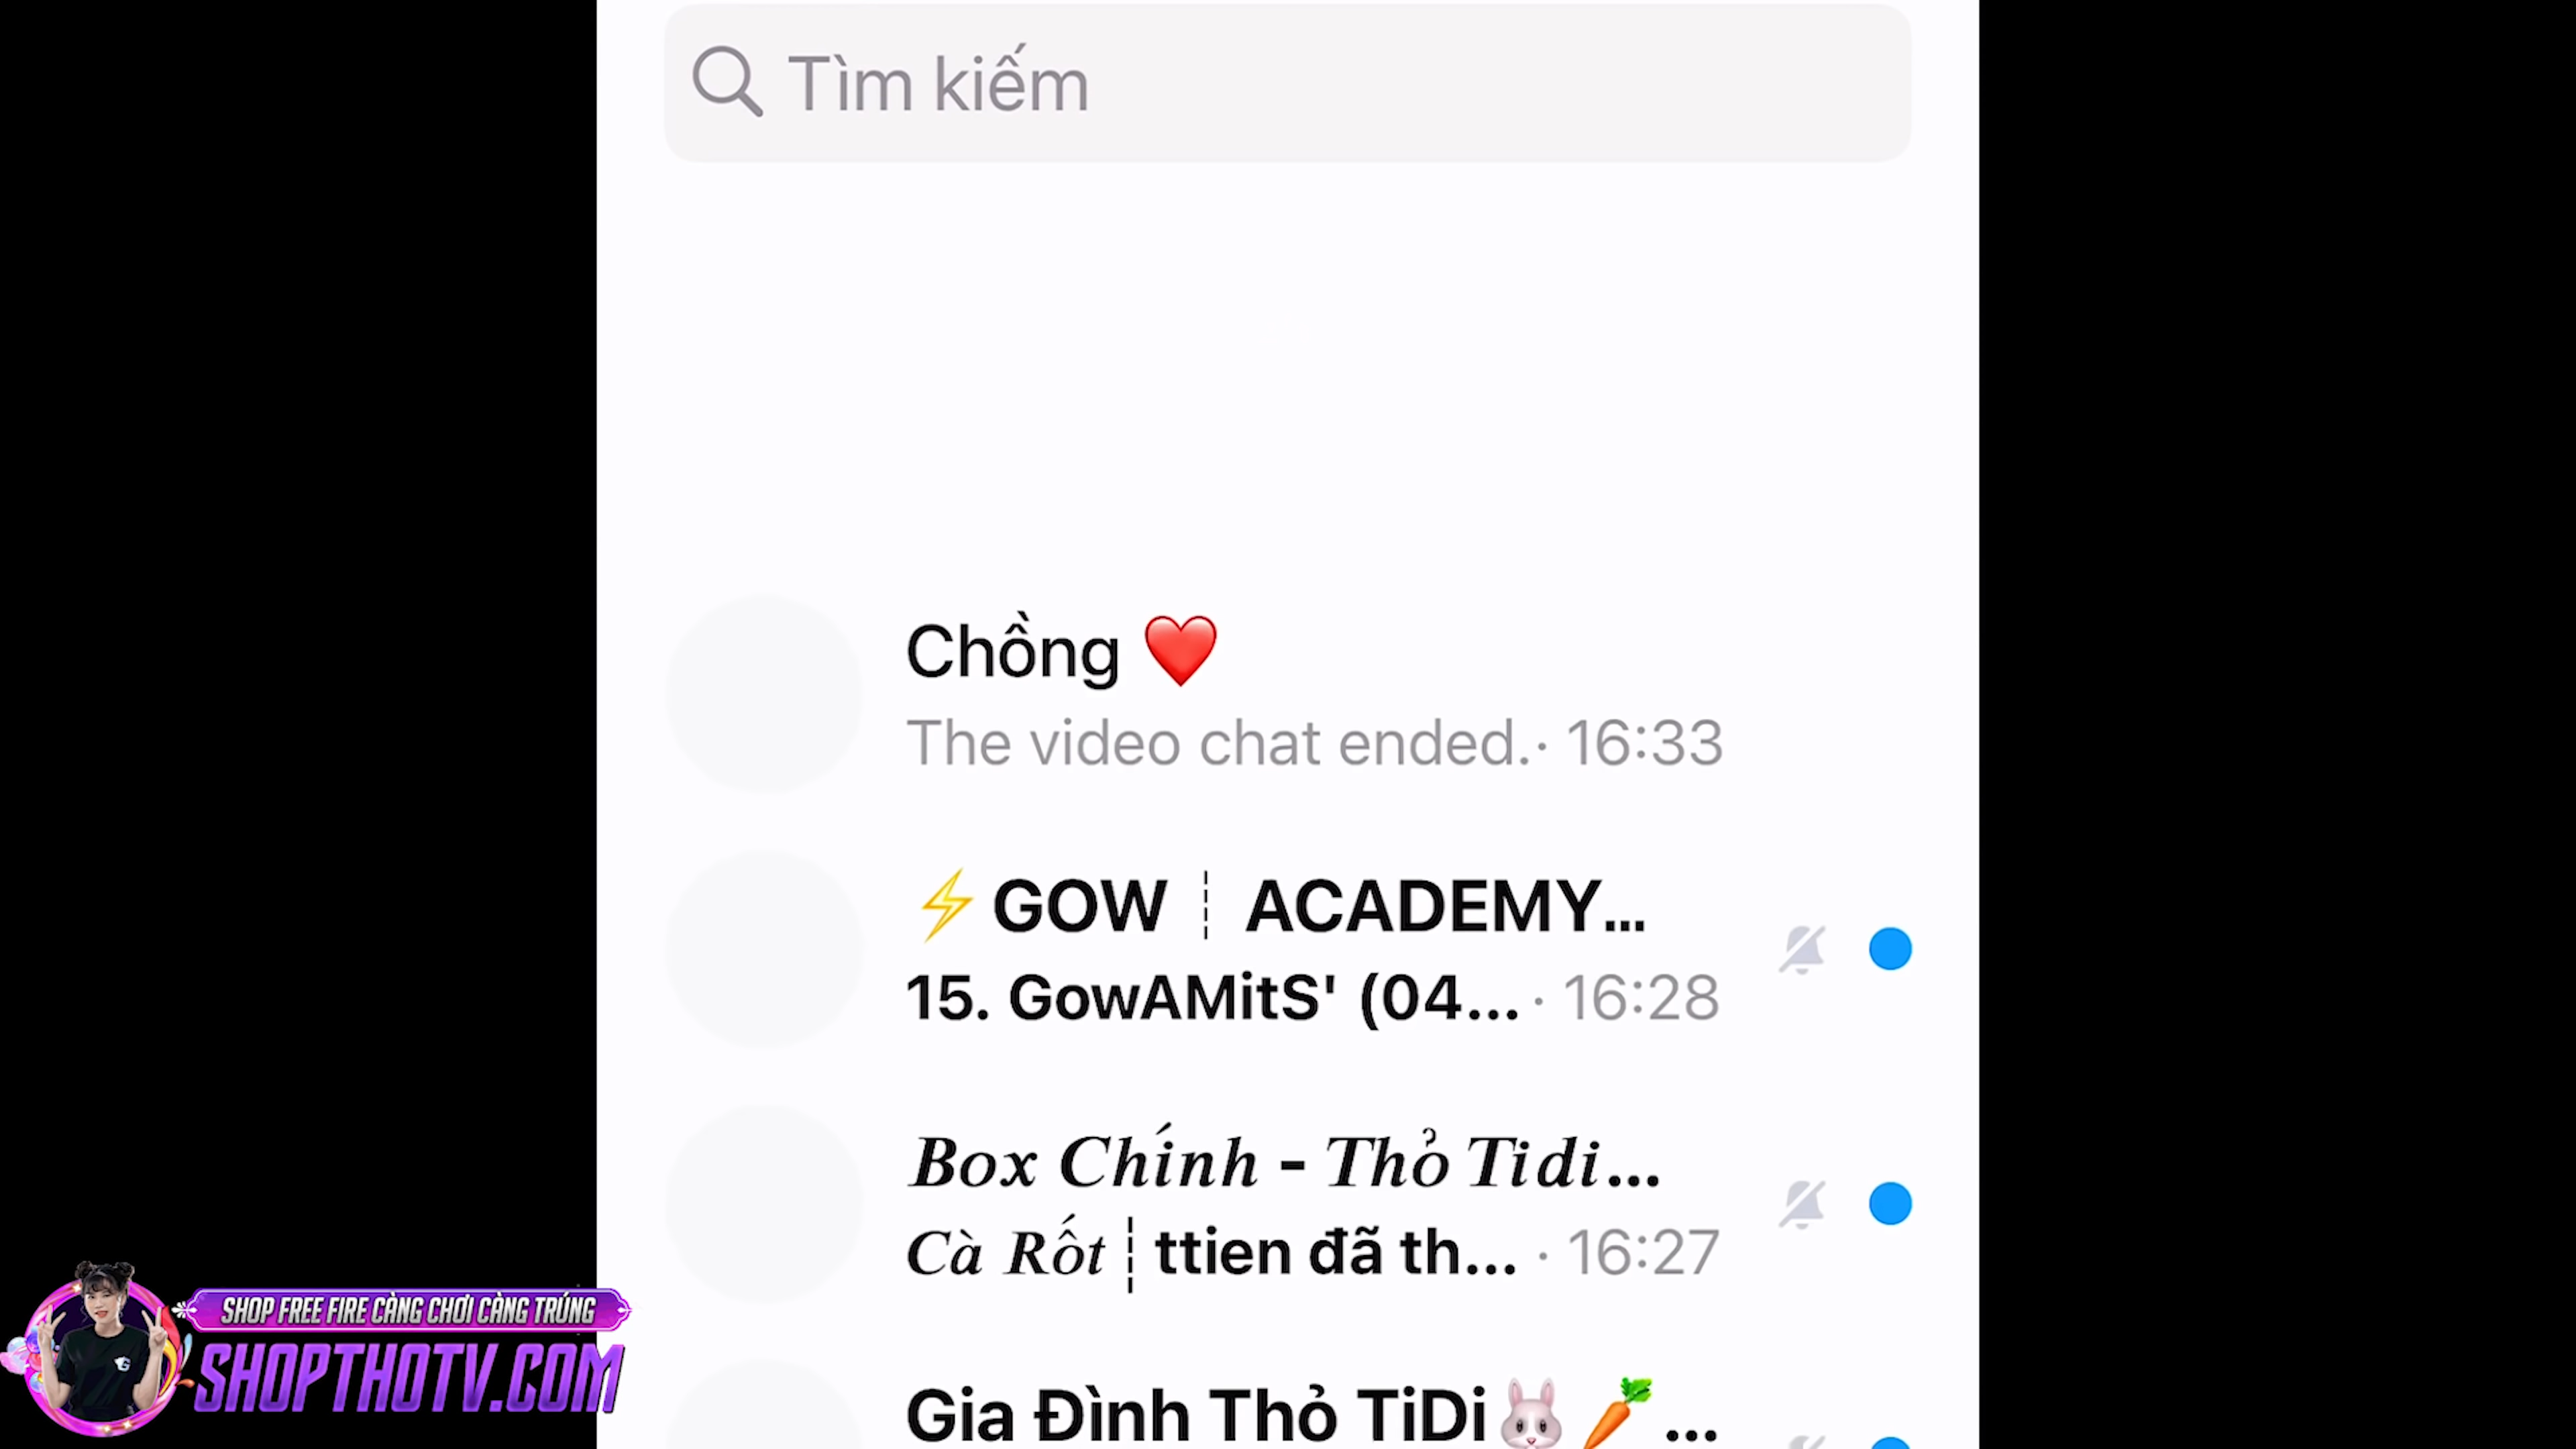 Tìm kiếm
Chồng ❤️
The video chat ended. · 16:33
⚡GOW ┊ ACADEMY...
15. GowAMitS' (04... · 16:28
𝑩𝒐𝒙 𝑪𝒉𝒊́𝒏𝒉 - 𝑻𝒉𝒐̉ 𝑻𝒊𝒅𝒊...
𝑪𝒂̀ 𝑹𝒐̂́𝒕 ┊ttien đã th... · 16:27
Gia Đình Thỏ TiDi🐰🥕 ...
SHOP FREE FIRE CÀNG CHƠI CÀNG TRÚNG
SHOPTHOTV.COM